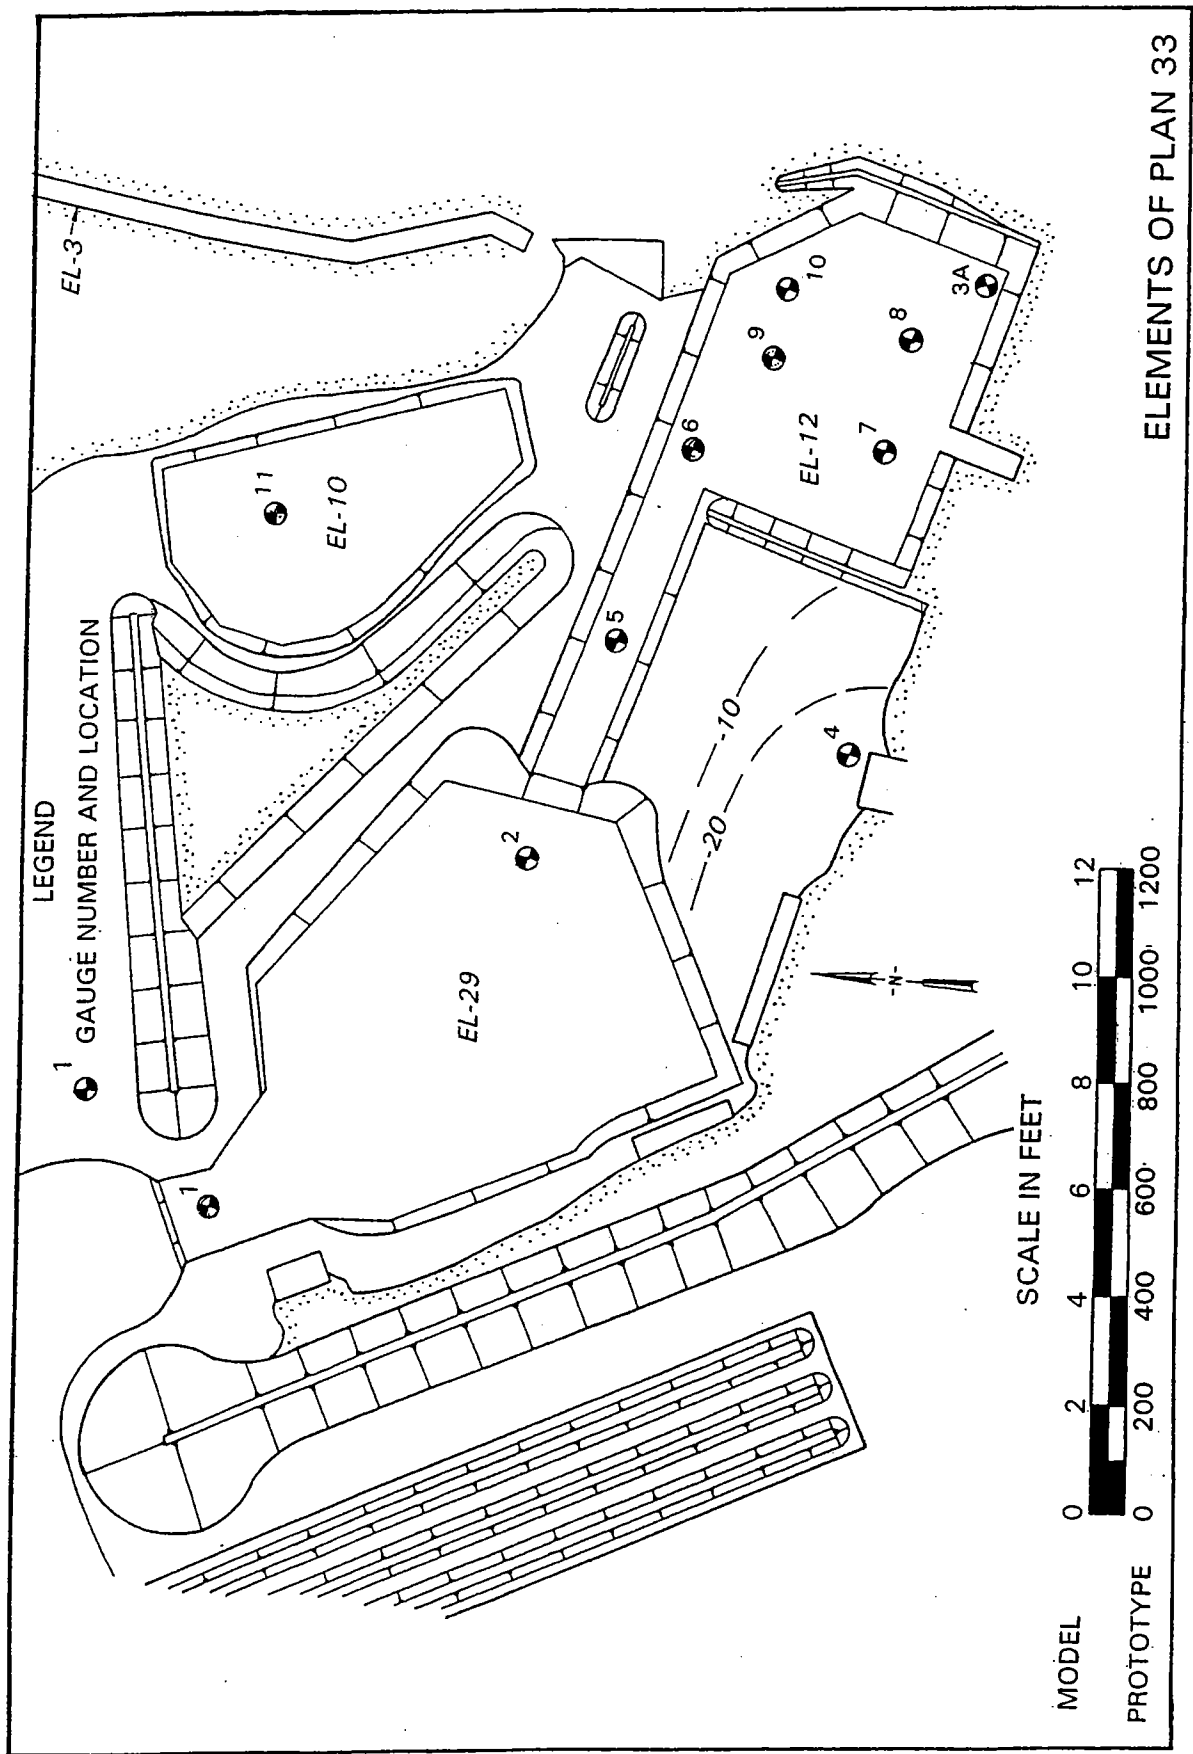 LEGEND
1 GAUGE NUMBER AND LOCATION
EL-3
11
EL-10
1
2
EL-29
5
6
9
10
EL-12
7
8
3A
4
-10
-20
-N-
SCALE IN FEET
MODEL 0 2 4 6 8 10 12
PROTOTYPE 0 200 400 600 800 1000 1200
ELEMENTS OF PLAN 33